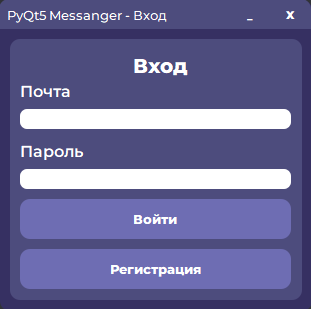 PyQt5 Messanger - Вход _ x
Вход
Почта
Пароль
Войти
Регистрация